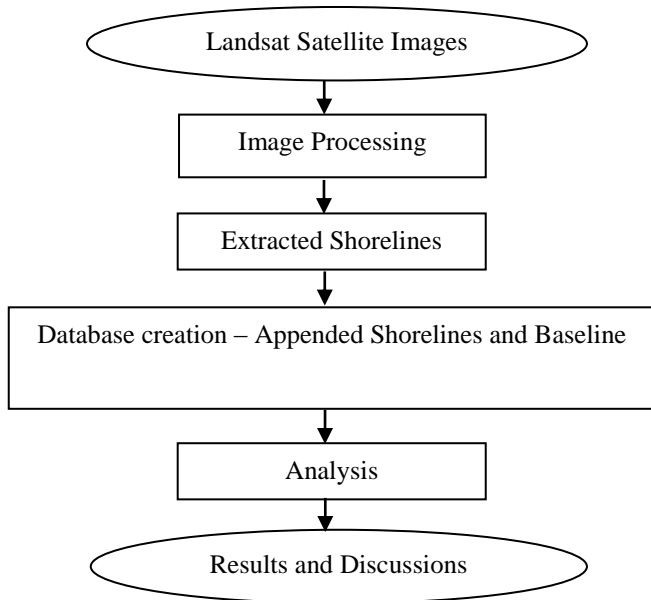 Landsat Satellite Images
Image Processing
Extracted Shorelines
Database creation – Appended Shorelines and Baseline
Analysis
Results and Discussions